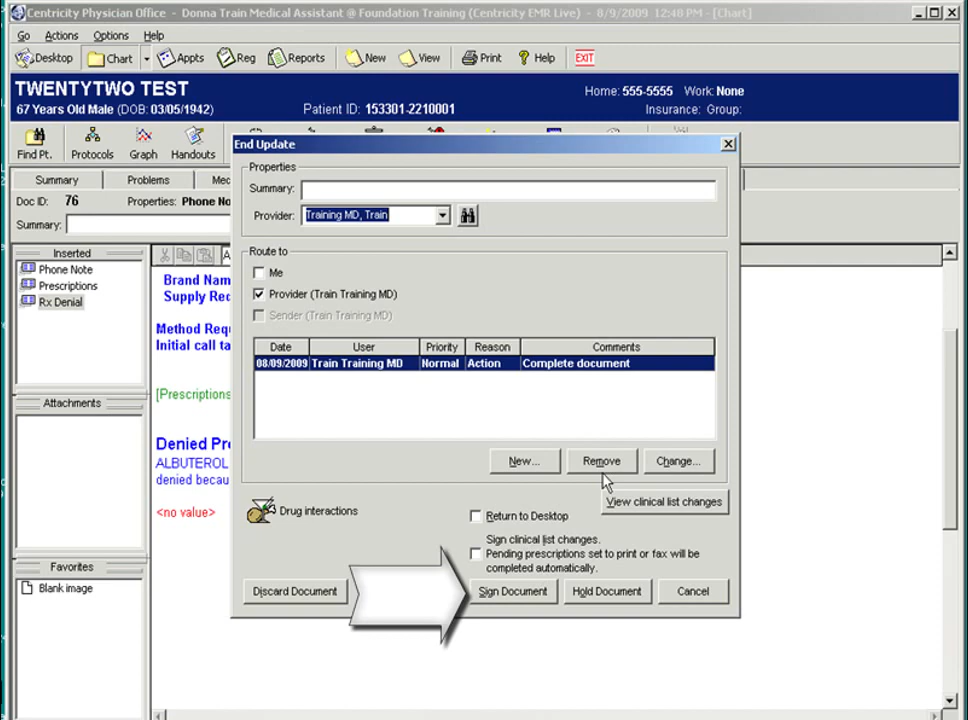 Centricity Physician Office - Donna Train Medical Assistant @ Foundation Training (Centricity EMR Live) - 8/9/2009 12:40 PM - [Chart]
Go Actions Options Help
Desktop Chart Appts Reg Reports New View Print Help EXIT
TWENTYTWO TEST
Home: 555-5555 Work: None
67 Years Old Male (DOB: 03/05/1942) Patient ID: 153301-2210001 Insurance: Group:
Find Pt. Protocols Graph Handouts
End Update
Properties
Summary:
Provider: Training MD, Train
Summary Problems Mec
Doc ID: 76 Properties: Phone No
Summary:
Inserted
Phone Note
Prescriptions
Rx Denial
Attachments
Favorites
Blank image
Brand Nam
Supply Rec
Method Requ
Initial call ta
[Prescriptions
Denied Pr
ALBUTEROL
denied becau
<no value>
Route to
Me
Provider (Train Training MD)
Sender (Train Training MD)
Date User Priority Reason Comments
08/09/2009 Train Training MD Normal Action Complete document
New... Remove Change...
View clinical list changes
Drug interactions
Return to Desktop
Sign clinical list changes.
Pending prescriptions set to print or fax will be
completed automatically.
Discard Document Sign Document Hold Document Cancel